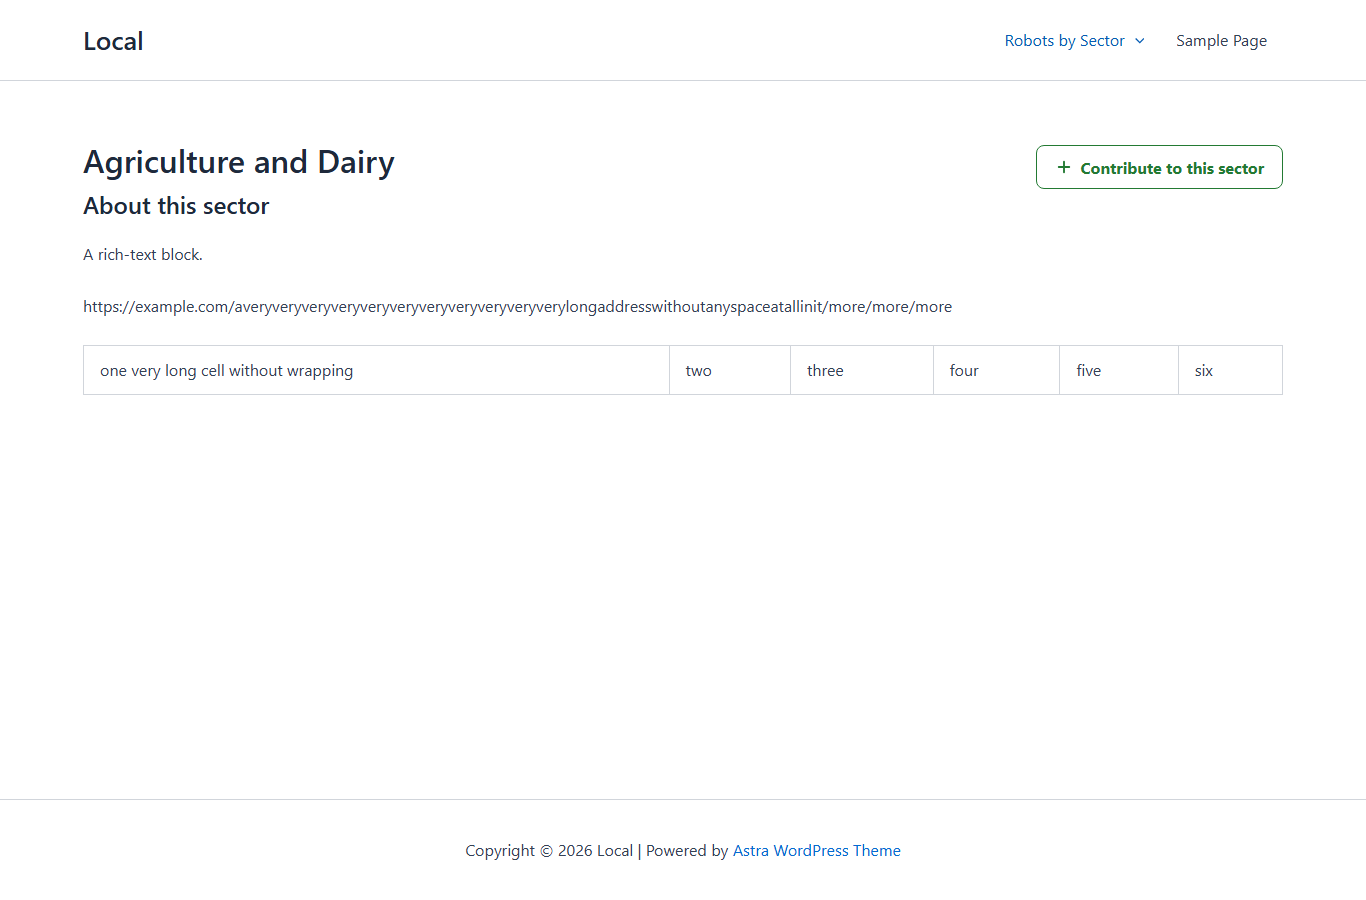 Local
Robots by Sector
Sample Page
Agriculture and Dairy
+ Contribute to this sector
About this sector
A rich-text block.
https://example.com/averyveryveryveryveryveryveryveryveryveryverylongaddresswithoutanyspaceatallinit/more/more/more
one very long cell without wrapping two three four five six
Copyright © 2026 Local | Powered by Astra WordPress Theme